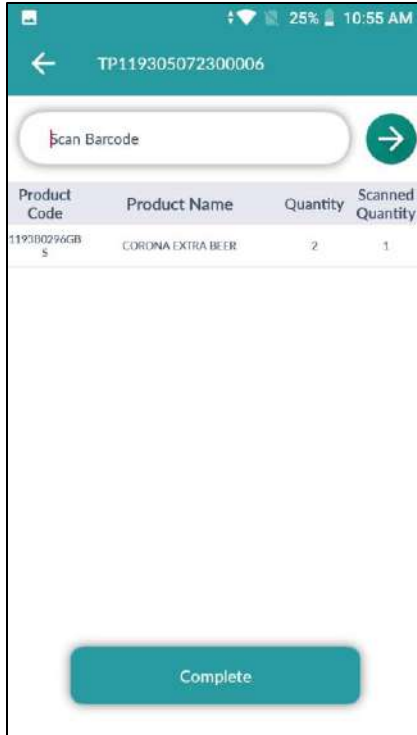 25% 10:55 AM
TP119305072300006
Scan Barcode
Product Code Product Name Quantity Scanned Quantity
119380296GBS CORONA EXTRA BEER 2 1
Complete